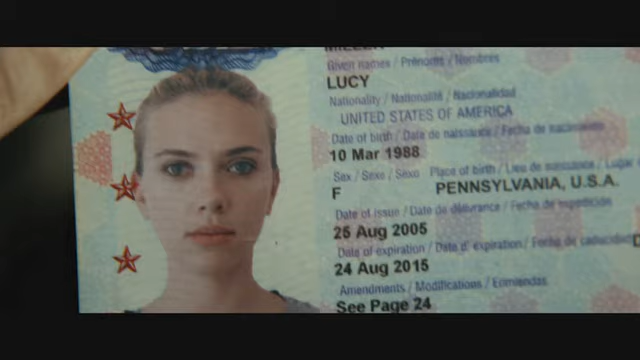 MILLER
Given names / Prénoms / Nombres
LUCY
Nationality / Nationalité / Nacionalidad
UNITED STATES OF AMERICA
Date of birth / Date de naissance / Fecha de nacimiento
10 Mar 1988
Sex / Sexe / Sexo Place of birth / Lieu de naissance / Lugar
F PENNSYLVANIA, U.S.A.
Date of issue / Date de délivrance / Fecha de expedición
25 Aug 2005
Date of expiration / Date d' expiration / Fecha de caducidad
24 Aug 2015
Amendments / Modifications / Enmiendas
See Page 24